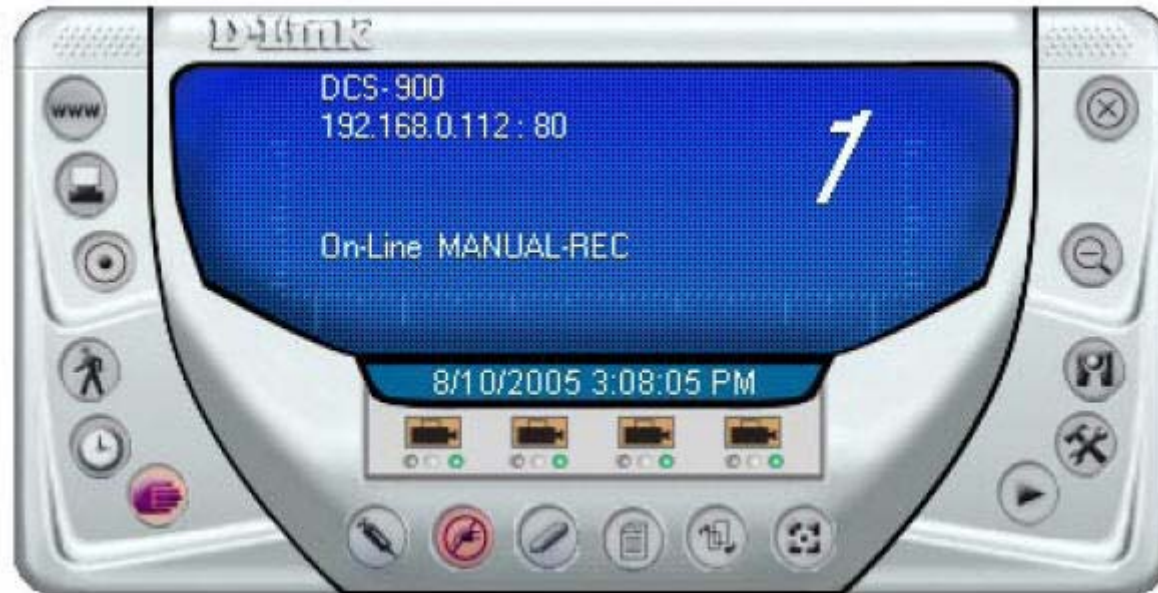 D-Link
DCS-900
192.168.0.112 : 80
1
On-Line MANUAL-REC
8/10/2005 3:08:05 PM
www